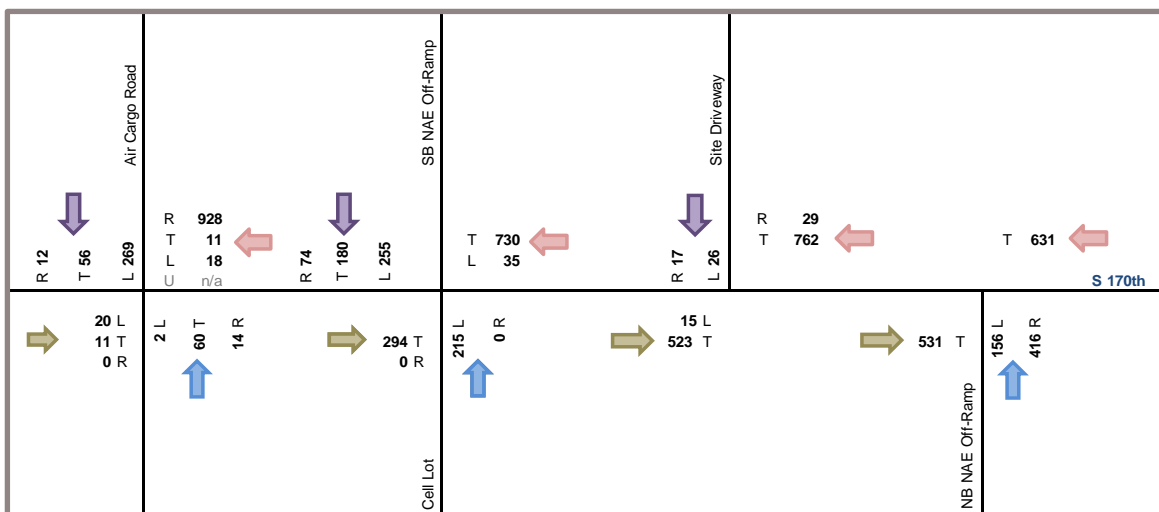 Air Cargo Road
SB NAE Off-Ramp
Site Driveway
R 12
T 56
L 269
R 928
T 11
L 18
U n/a
R 74
T 180
L 255
T 730
L 35
R 17
L 26
R 29
T 762
T 631
S 170th
20 L
11 T
0 R
2 L
60 T
14 R
294 T
0 R
215 L
0 R
15 L
523 T
531 T
156 L
416 R
Cell Lot
NB NAE Off-Ramp